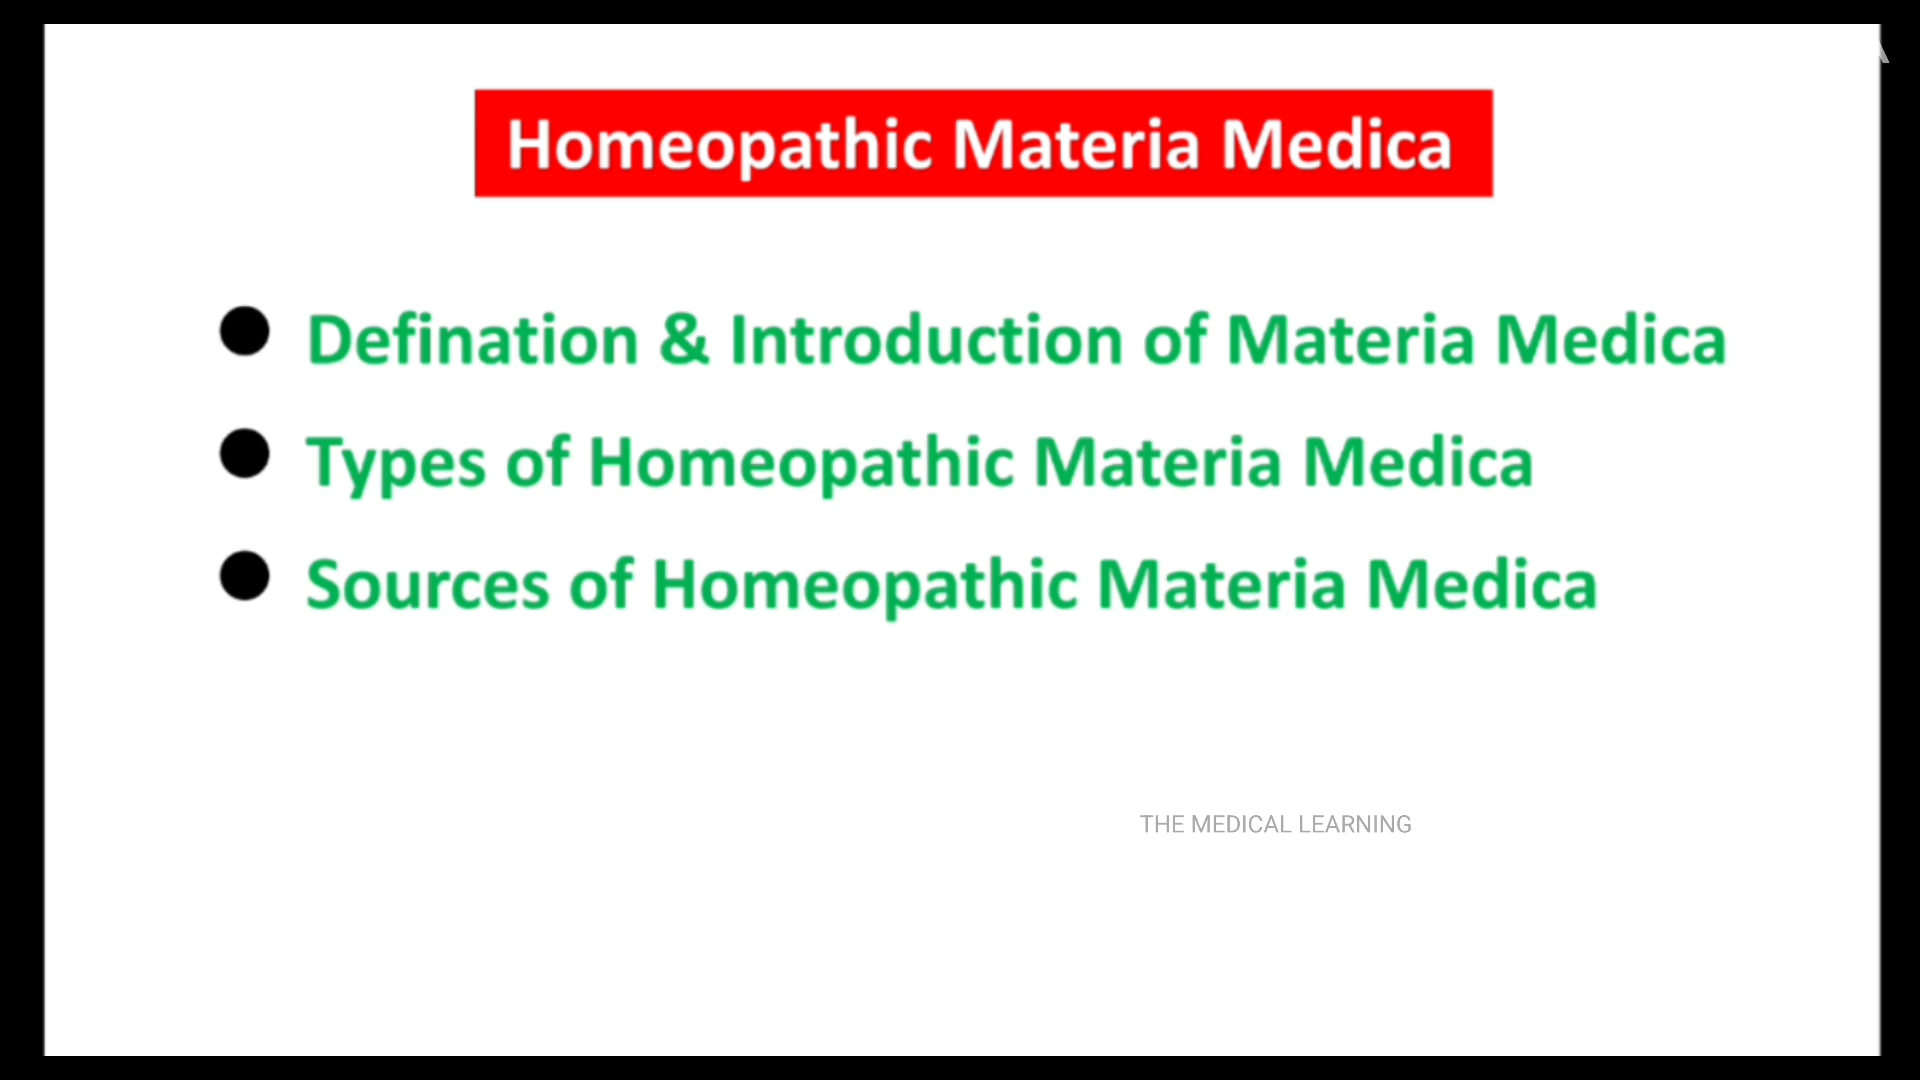 Homeopathic Materia Medica
● Defination & Introduction of Materia Medica
● Types of Homeopathic Materia Medica
● Sources of Homeopathic Materia Medica
THE MEDICAL LEARNING